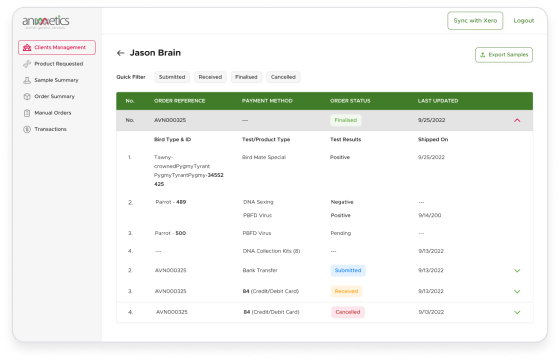 animetics
animal genetic services
Sync with Xero
Logout
Clients Management
Product Requested
Sample Summary
Order Summary
Manual Orders
Transactions
Jason Brain
Export Samples
Quick Filter
Submitted
Received
Finalised
Cancelled
No. ORDER REFERENCE PAYMENT METHOD ORDER STATUS LAST UPDATED
No. AVN000325 --- Finalised 9/25/2022
Bird Type & ID Test/Product Type Test Results Shipped On
1. Tawny- Bird Mate Special Positive 9/25/2022
crownedPygmyTyrant
PygmyTyrantPygmy-34552
425
2. Parrot - 489 DNA Sexing Negative ---
PBFD Virus Positive 9/14/200
3. Parrot - 500 PBFD Virus Pending ---
4. --- DNA Collection Kits (8) --- 9/13/2022
2. AVN000325 Bank Transfer Submitted 9/13/2022
3. AVN000325 84 (Credit/Debit Card) Received 9/13/2022
4. AVN000325 84 (Credit/Debit Card) Cancelled 9/13/2022